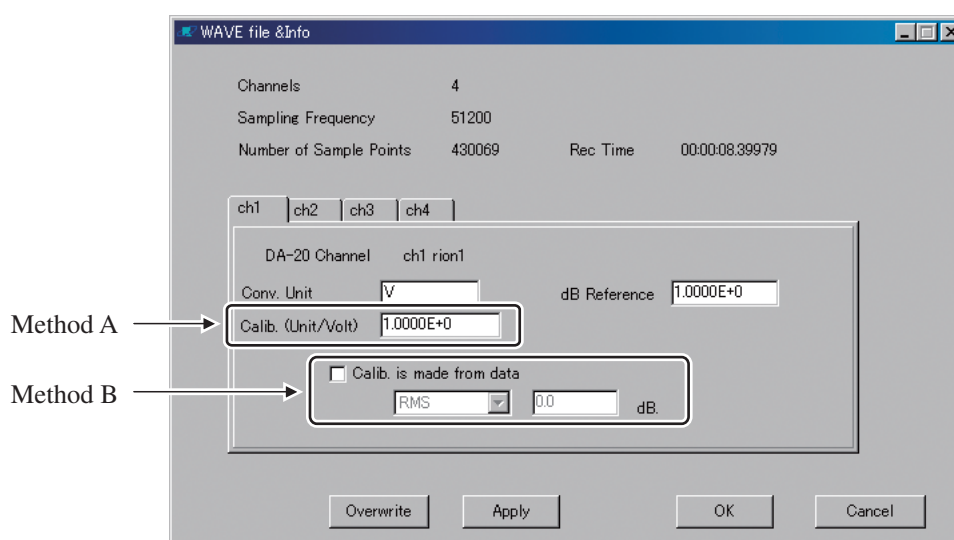 WAVE file &Info
Channels 4
Sampling Frequency 51200
Number of Sample Points 430069 Rec Time 00:00:08.39979
ch1 ch2 ch3 ch4
DA-20 Channel ch1 rion1
Conv. Unit V dB Reference 1.0000E+0
Method A Calib. (Unit/Volt) 1.0000E+0
Calib. is made from data
Method B RMS 0.0 dB.
Overwrite Apply OK Cancel